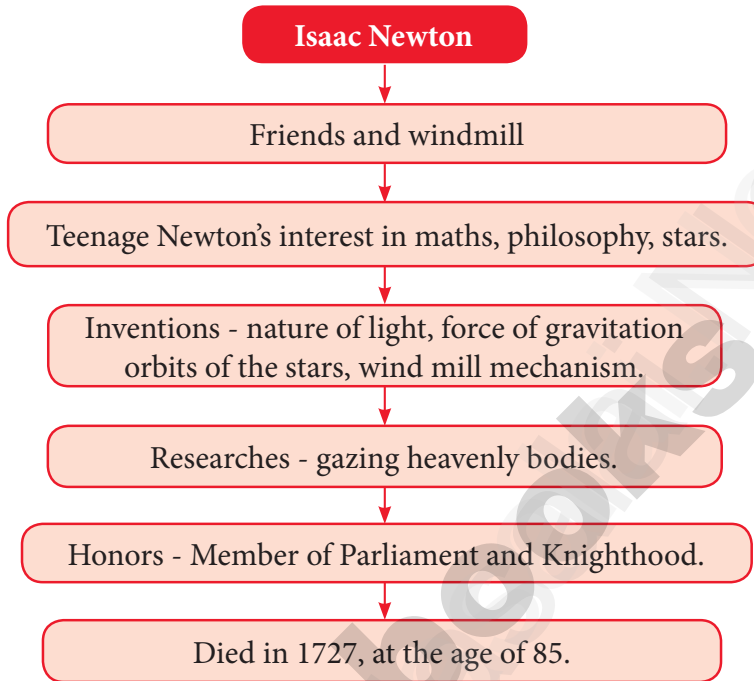 Isaac Newton
Friends and windmill
Teenage Newton's interest in maths, philosophy, stars.
Inventions - nature of light, force of gravitation
orbits of the stars, wind mill mechanism.
Researches - gazing heavenly bodies.
Honors - Member of Parliament and Knighthood.
Died in 1727, at the age of 85.
books